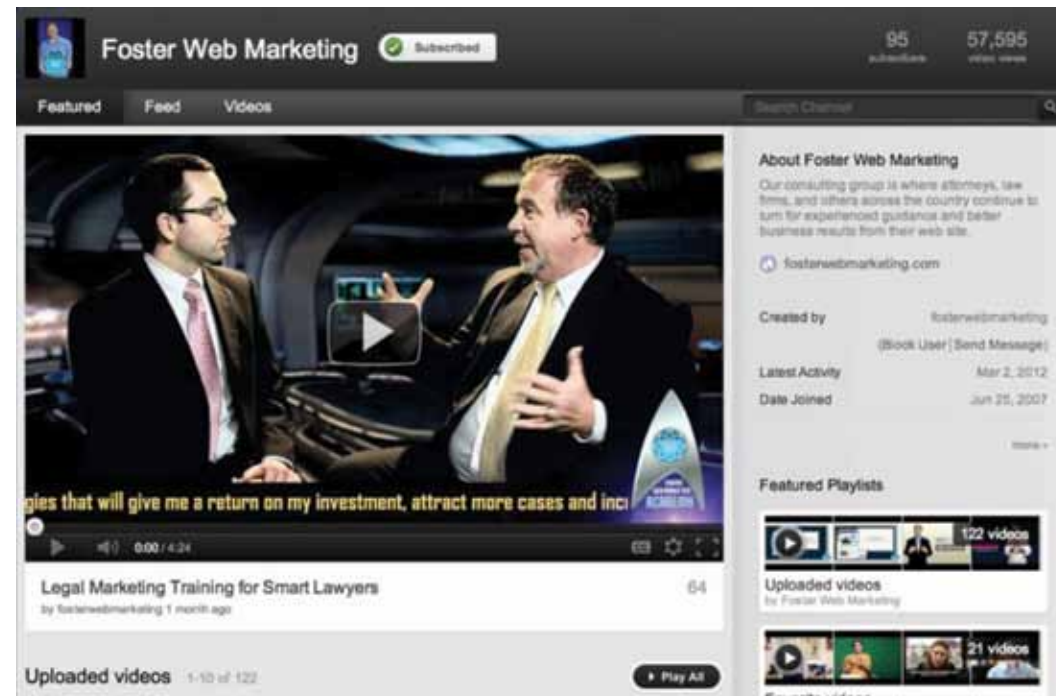 Foster Web Marketing
Subscribed
95
subscribers
57,595
video views
Featured Feed Videos
Search Channel
gies that will give me a return on my investment, attract more cases and inc
ACADEMY
0:00 / 4:24
Legal Marketing Training for Smart Lawyers
64
by fosterwebmarketing 1 month ago
Uploaded videos 1-10 of 122
Play All
About Foster Web Marketing
Our consulting group is where attorneys, law
firms, and others across the country continue to
turn for experienced guidance and better
business results from their web site.
fosterwebmarketing.com
Created by fosterwebmarketing
(Block User | Send Message)
Latest Activity Mar 2, 2012
Date Joined Jun 25, 2007
more
Featured Playlists
122 videos
Uploaded videos
by Foster Web Marketing
21 videos